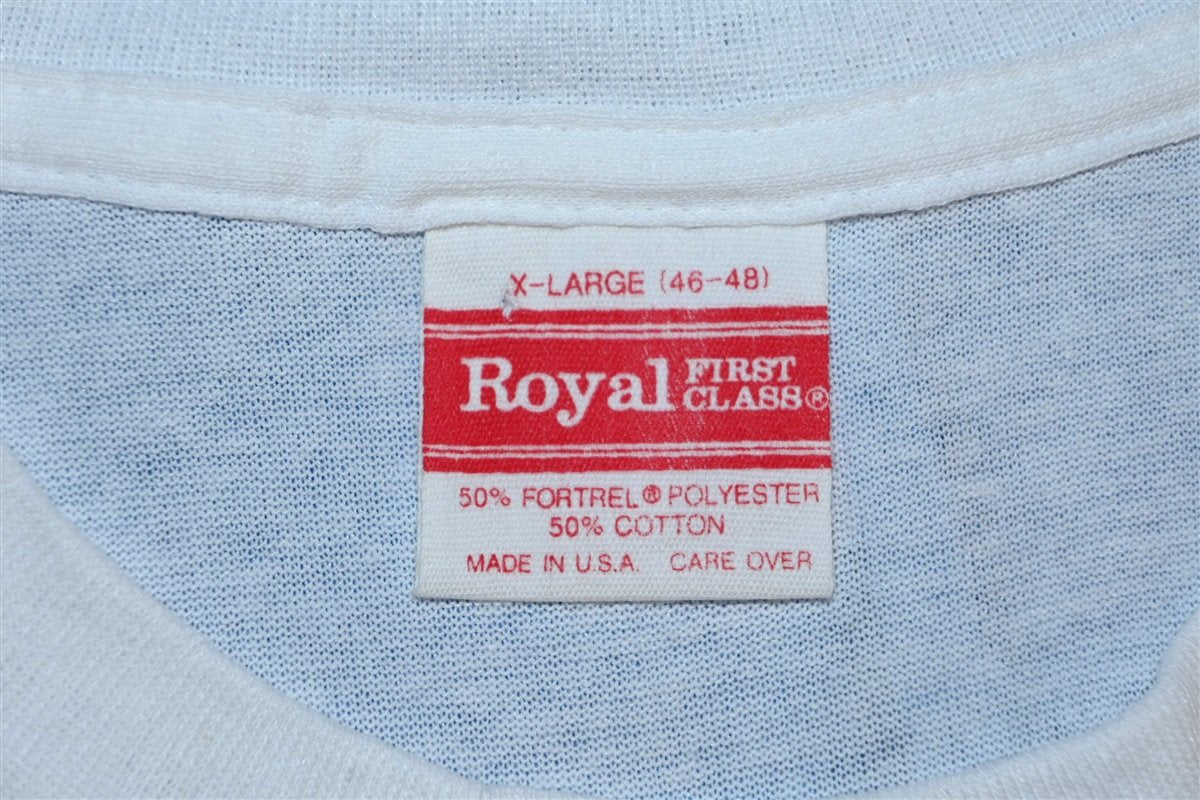 X-LARGE (46-48)
Royal FIRST CLASS®
50% FORTREL® POLYESTER
50% COTTON
MADE IN U.S.A. CARE OVER